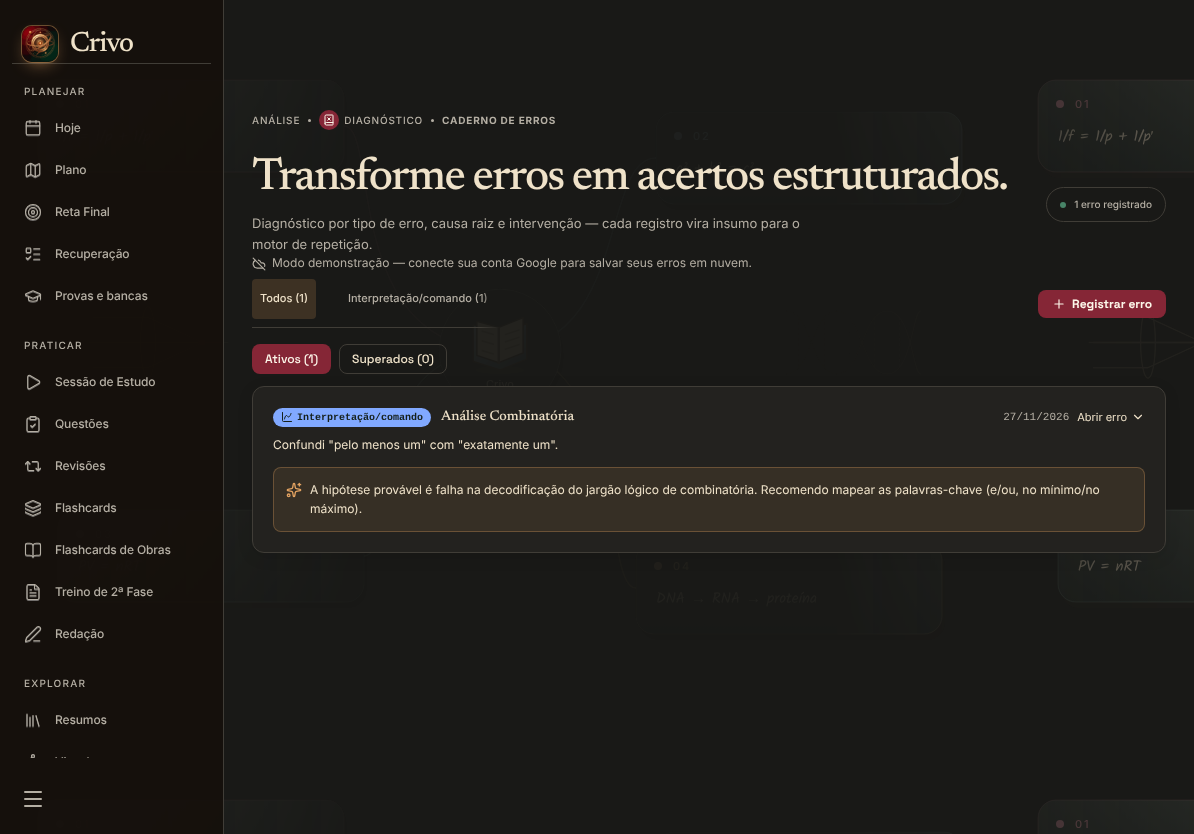 Crivo
PLANEJAR
Hoje
Plano
Reta Final
Recuperação
Provas e bancas
PRATICAR
Sessão de Estudo
Questões
Revisões
Flashcards
Flashcards de Obras
Treino de 2ª Fase
Redação
EXPLORAR
Resumos
ANÁLISE • DIAGNÓSTICO • CADERNO DE ERROS
Transforme erros em acertos estruturados.
1 erro registrado
Diagnóstico por tipo de erro, causa raiz e intervenção — cada registro vira insumo para o
motor de repetição.
Modo demonstração — conecte sua conta Google para salvar seus erros em nuvem.
Todos (1) Interpretação/comando (1)
Registrar erro
Ativos (1) Superados (0)
Interpretação/comando Análise Combinatória 27/11/2026 Abrir erro
Confundi "pelo menos um" com "exatamente um".
A hipótese provável é falha na decodificação do jargão lógico de combinatória. Recomendo mapear as palavras-chave (e/ou, no mínimo/no
máximo).
01
1/f = 1/p + 1/p'
PV = nRT
04
DNA → RNA → proteína
01